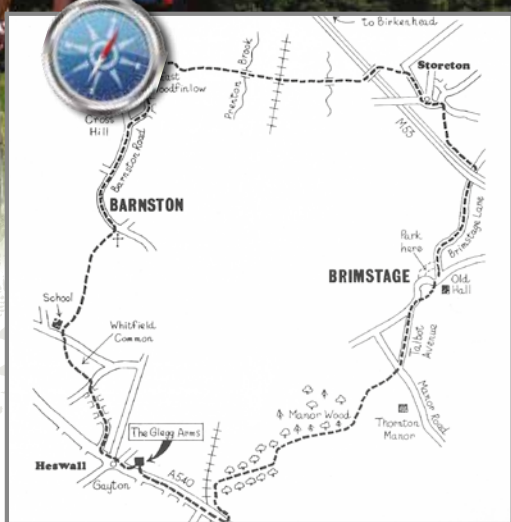 to Birkenhead
Storeton
Prenton Brook
M53
Cross
Hill
Barnston Road
BARNSTON
Brimstage Lane
Park
here
BRIMSTAGE
Old
Hall
School
Whitfield
Common
Talbot
Avenue
Manor Wood
Manor Road
Thornton
Manor
The Glegg Arms
Heswall
A540
Gayton